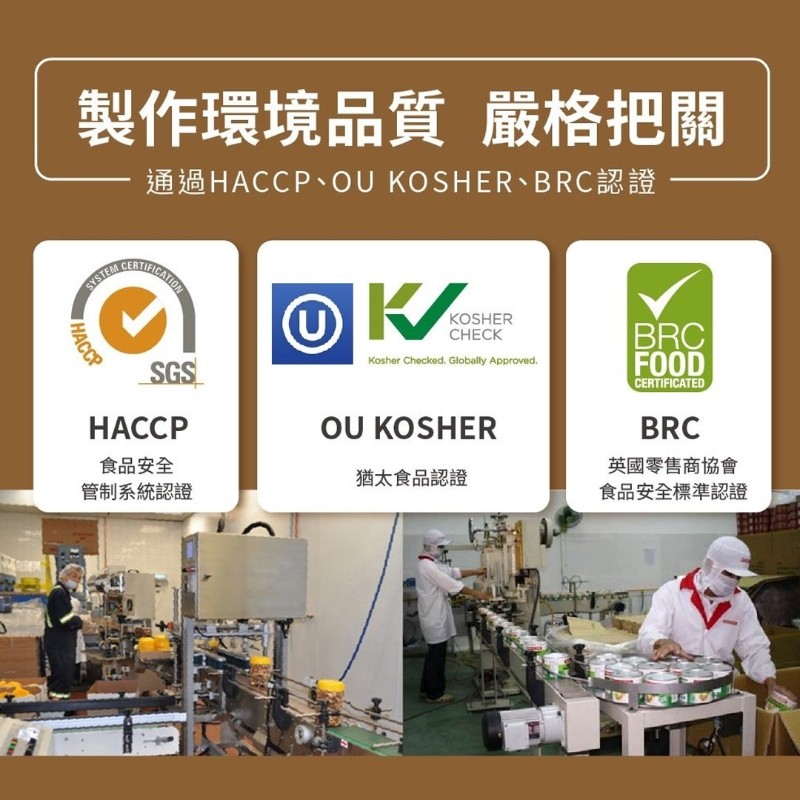 製作環境品質 嚴格把關
通過HACCP、OU KOSHER、BRC認證
SYSTEM CERTIFICATION
HACCP
SGS
U
KOSHER
CHECK
Kosher Checked. Globally Approved.
BRC
FOOD
CERTIFICATED
HACCP
食品安全
管制系統認證
OU KOSHER
猶太食品認證
BRC
英國零售商協會
食品安全標準認證